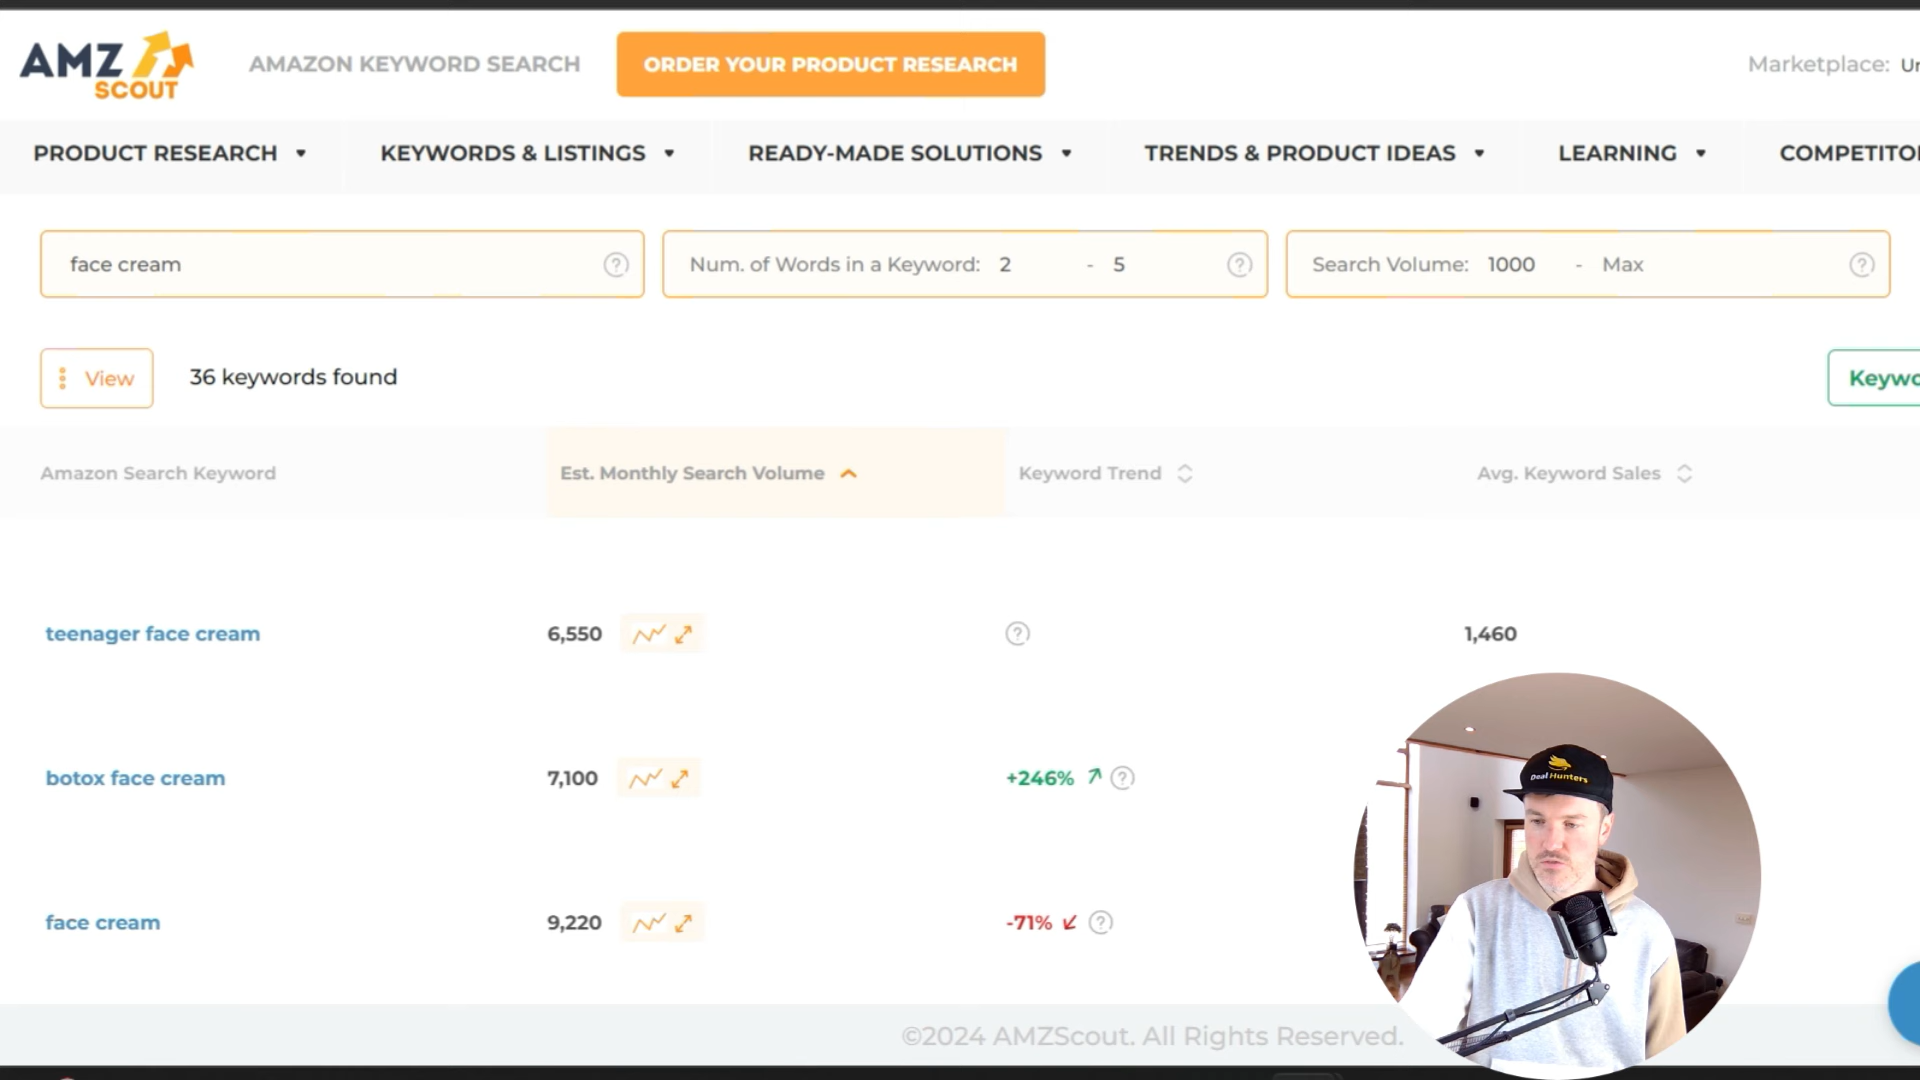 AMZ SCOUT
AMAZON KEYWORD SEARCH
ORDER YOUR PRODUCT RESEARCH
Marketplace:
PRODUCT RESEARCH
KEYWORDS & LISTINGS
READY-MADE SOLUTIONS
TRENDS & PRODUCT IDEAS
LEARNING
face cream
Num. of Words in a Keyword: 2 - 5
Search Volume: 1000 - Max
View
36 keywords found
Amazon Search Keyword
Est. Monthly Search Volume
Keyword Trend
Avg. Keyword Sales
teenager face cream
6,550
1,460
botox face cream
7,100
+246%
face cream
9,220
-71%
Deal Hunters
©2024 AMZScout. All Rights Reserved.